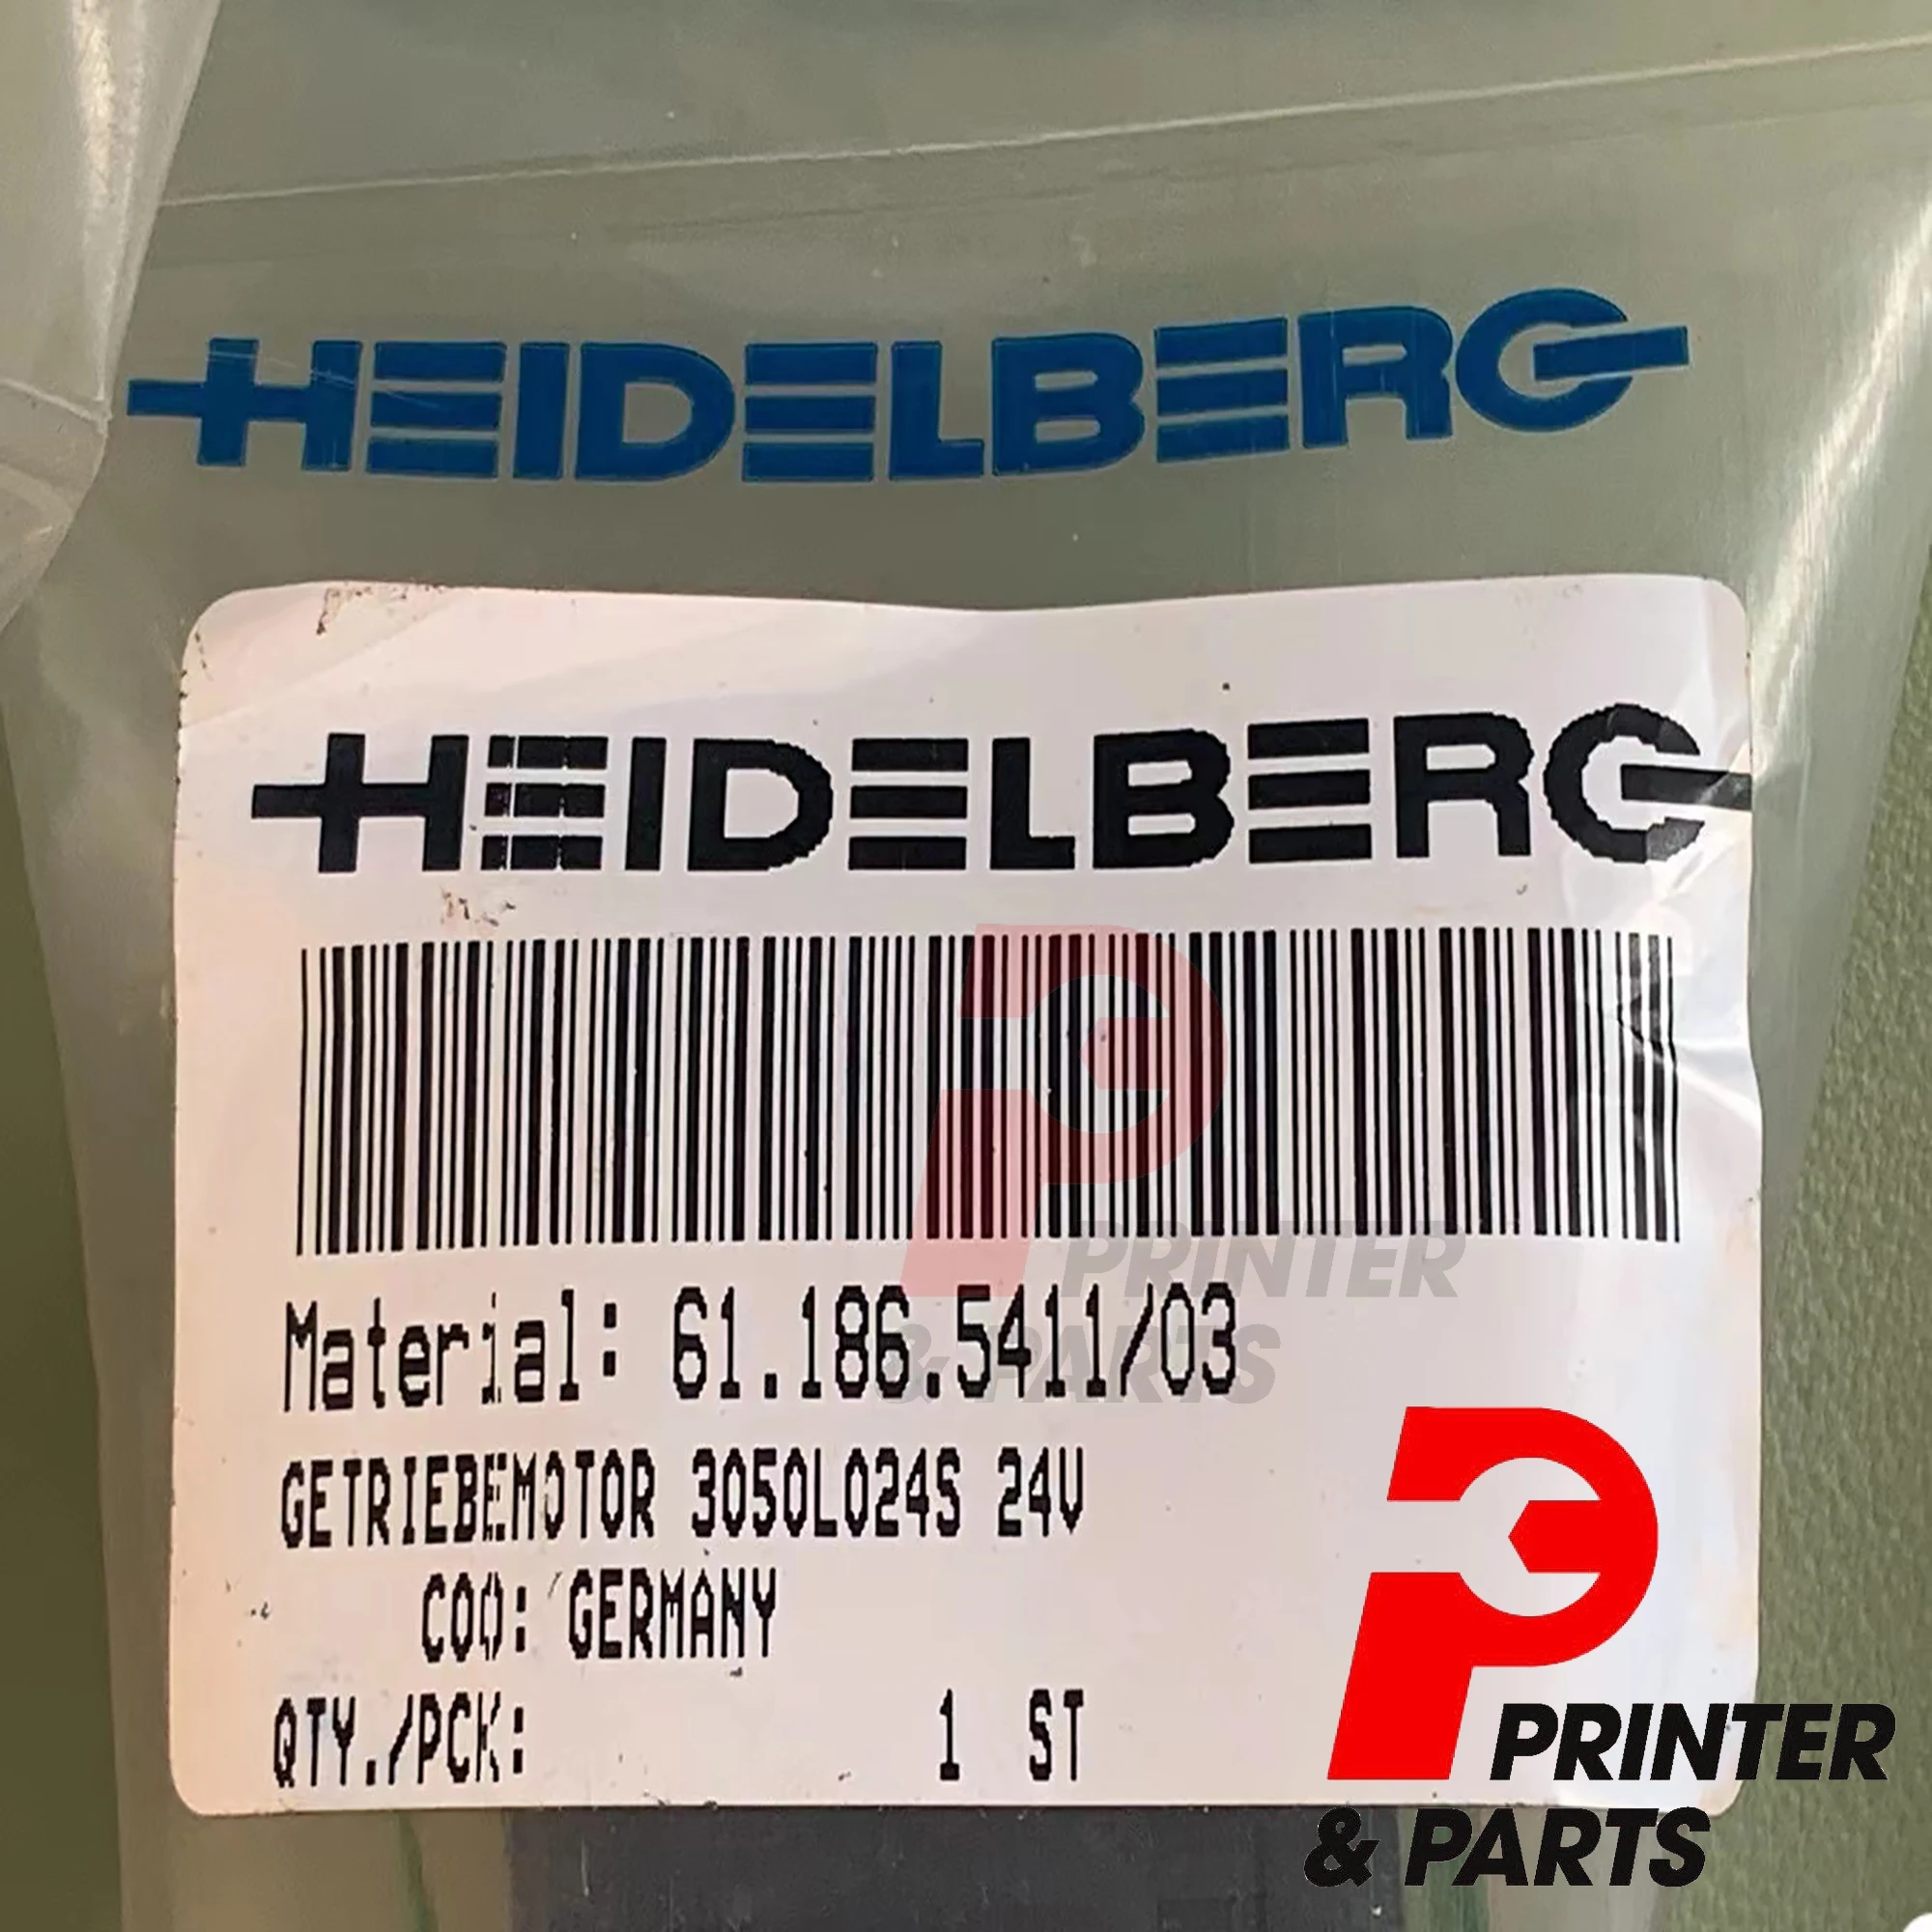 HEIDELBERG
HEIDELBERG
Material: 61.186.5411/03
PRINTER
& PARTS
GETRIEBEMOTOR 3050L024S 24V
COO: GERMANY
QTY./PCK: 1 ST
PRINTER
& PARTS